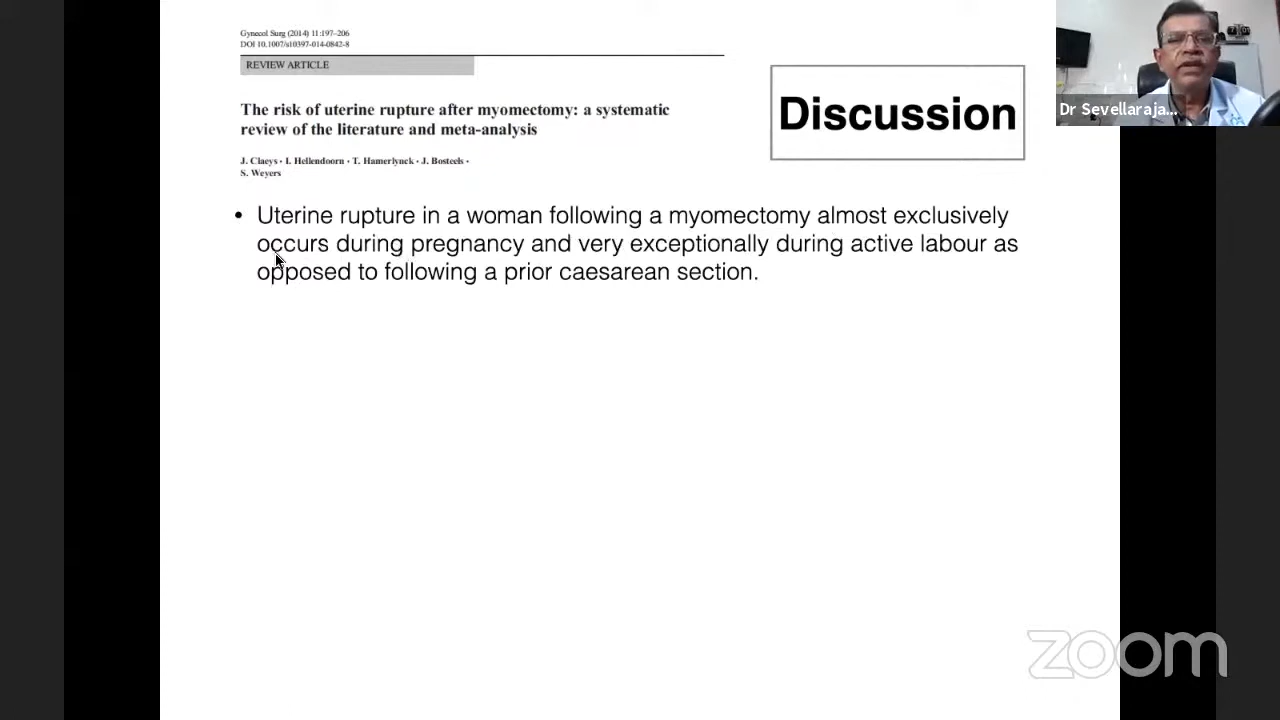 Gynecol Surg (2014) 11:197–206
DOI 10.1007/s10397-014-0842-8
REVIEW ARTICLE
The risk of uterine rupture after myomectomy: a systematic
review of the literature and meta-analysis
J. Claeys • I. Hellendoorn • T. Hamerlynck • J. Bosteels •
S. Weyers
Discussion
Dr Sevellaraja...
• Uterine rupture in a woman following a myomectomy almost exclusively
occurs during pregnancy and very exceptionally during active labour as
opposed to following a prior caesarean section.
zoom